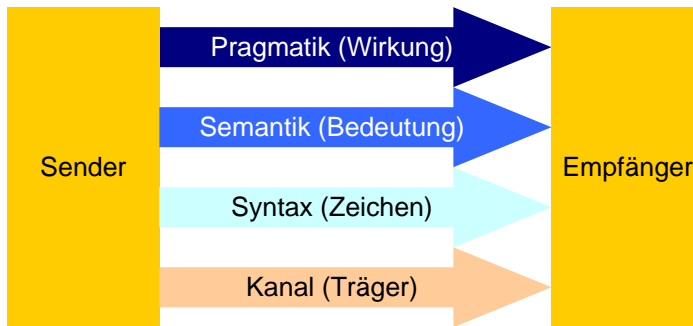 Pragmatik (Wirkung)
Semantik (Bedeutung)
Sender
Empfänger
Syntax (Zeichen)
Kanal (Träger)